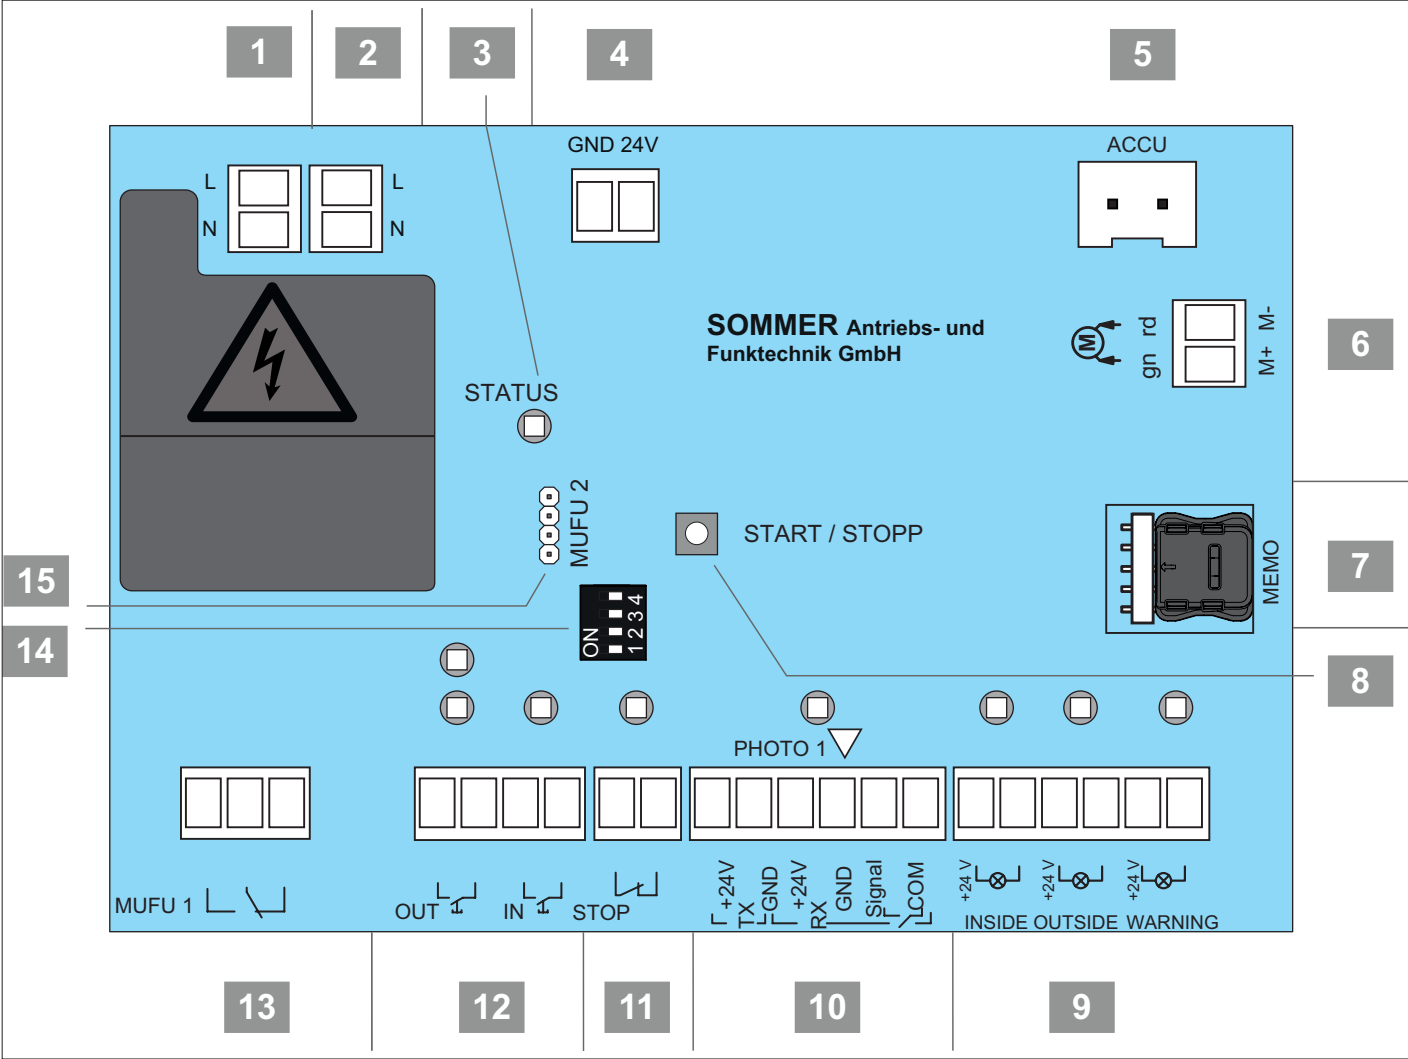 1
2
3
4
5
GND 24V
ACCU
L
L
N
N
SOMMER Antriebs- und
Funktechnik GmbH
M
gn rd
M+ M-
6
STATUS
MUFU 2
START / STOPP
MEMO
7
15
ON
1 2 3 4
14
8
PHOTO 1
MUFU 1
OUT
IN
STOP
+24V
TX
GND
+24V
RX
GND
Signal
COM
+24 V
+24 V
+24 V
INSIDE OUTSIDE WARNING
13
12
11
10
9